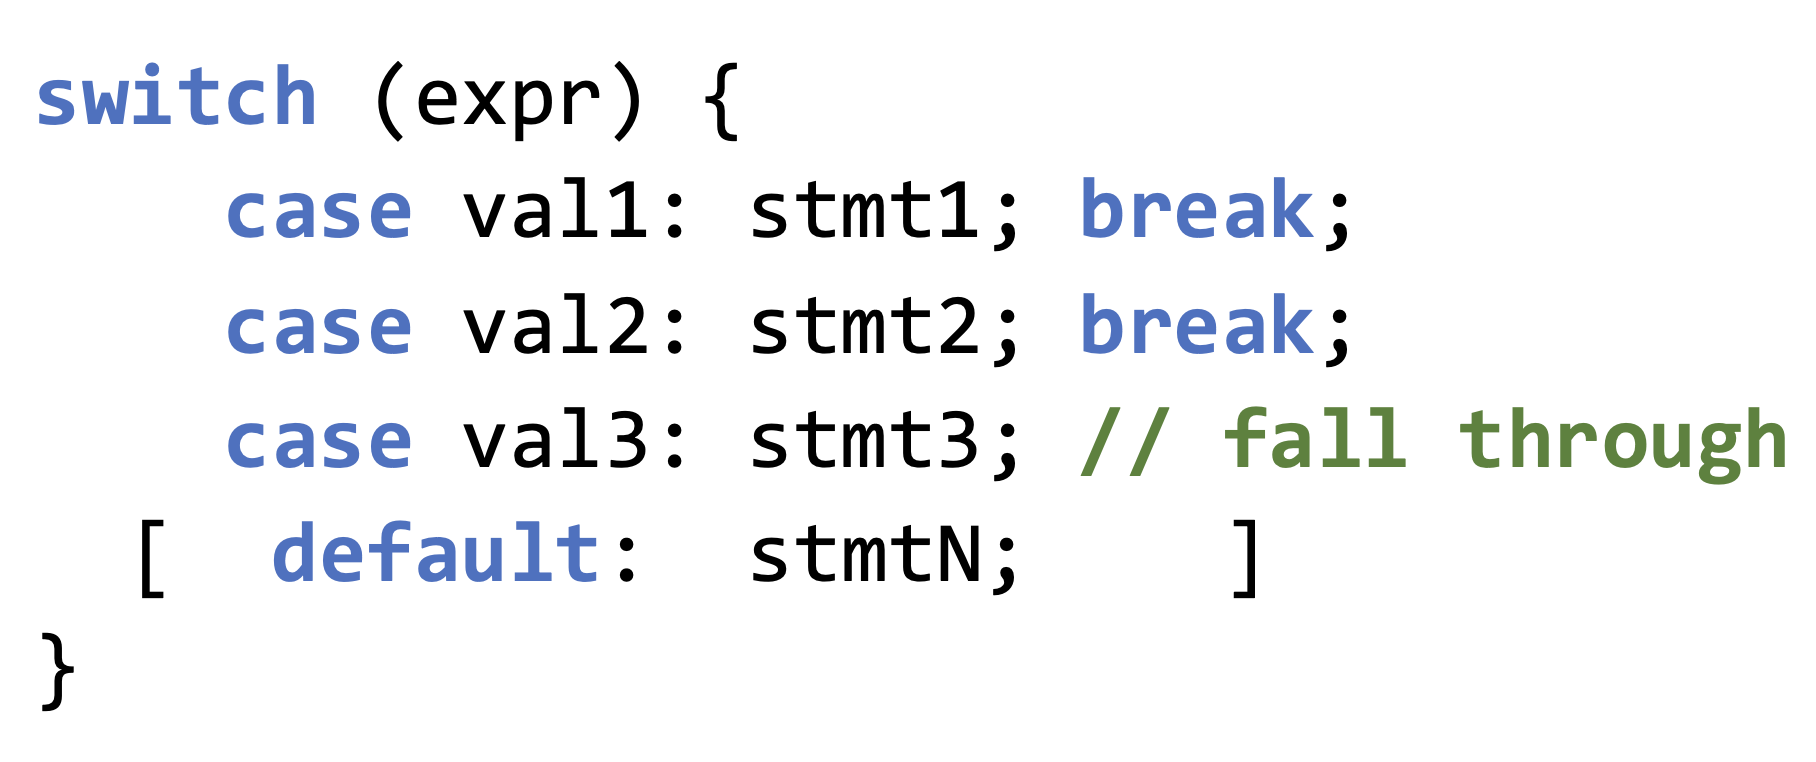 switch (expr) {
    case val1: stmt1; break;
    case val2: stmt2; break;
    case val3: stmt3; // fall through
  [  default:  stmtN;    ]
}